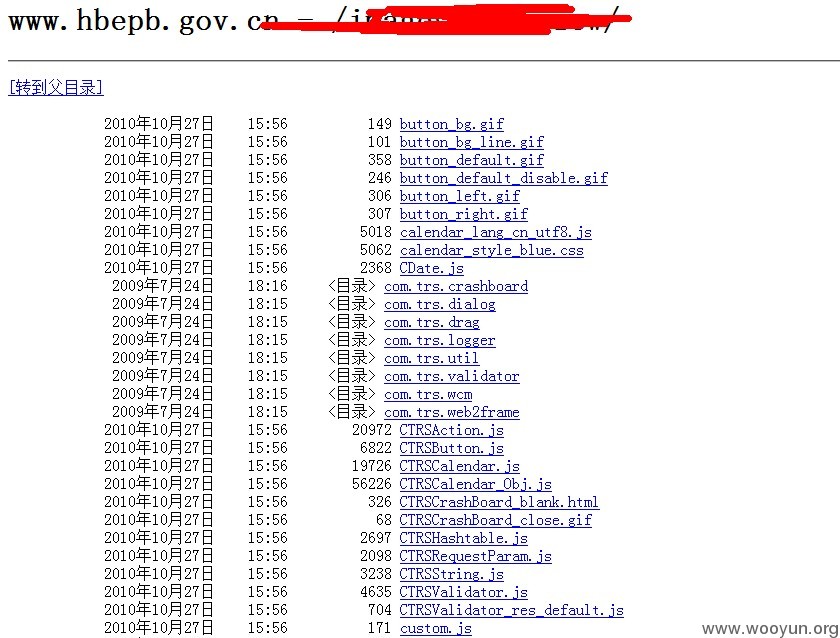 www.hbepb.gov.cn - /
[转到父目录]
2010年10月27日 15:56 149 button_bg.gif
2010年10月27日 15:56 101 button_bg_line.gif
2010年10月27日 15:56 358 button_default.gif
2010年10月27日 15:56 246 button_default_disable.gif
2010年10月27日 15:56 306 button_left.gif
2010年10月27日 15:56 307 button_right.gif
2010年10月27日 15:56 5018 calendar_lang_cn_utf8.js
2010年10月27日 15:56 5062 calendar_style_blue.css
2010年10月27日 15:56 2368 CDate.js
2009年7月24日 18:16 <目录> com.trs.crashboard
2009年7月24日 18:15 <目录> com.trs.dialog
2009年7月24日 18:15 <目录> com.trs.drag
2009年7月24日 18:15 <目录> com.trs.logger
2009年7月24日 18:15 <目录> com.trs.util
2009年7月24日 18:15 <目录> com.trs.validator
2009年7月24日 18:15 <目录> com.trs.wcm
2009年7月24日 18:15 <目录> com.trs.web2frame
2010年10月27日 15:56 20972 CTRSAction.js
2010年10月27日 15:56 6822 CTRSButton.js
2010年10月27日 15:56 19726 CTRSCalendar.js
2010年10月27日 15:56 56226 CTRSCalendar_Obj.js
2010年10月27日 15:56 326 CTRSCrashBoard_blank.html
2010年10月27日 15:56 68 CTRSCrashBoard_close.gif
2010年10月27日 15:56 2697 CTRSHashtable.js
2010年10月27日 15:56 2098 CTRSRequestParam.js
2010年10月27日 15:56 3238 CTRSString.js
2010年10月27日 15:56 4635 CTRSValidator.js
2010年10月27日 15:56 704 CTRSValidator_res_default.js
2010年10月27日 15:56 171 custom.js
www.wooyun.org